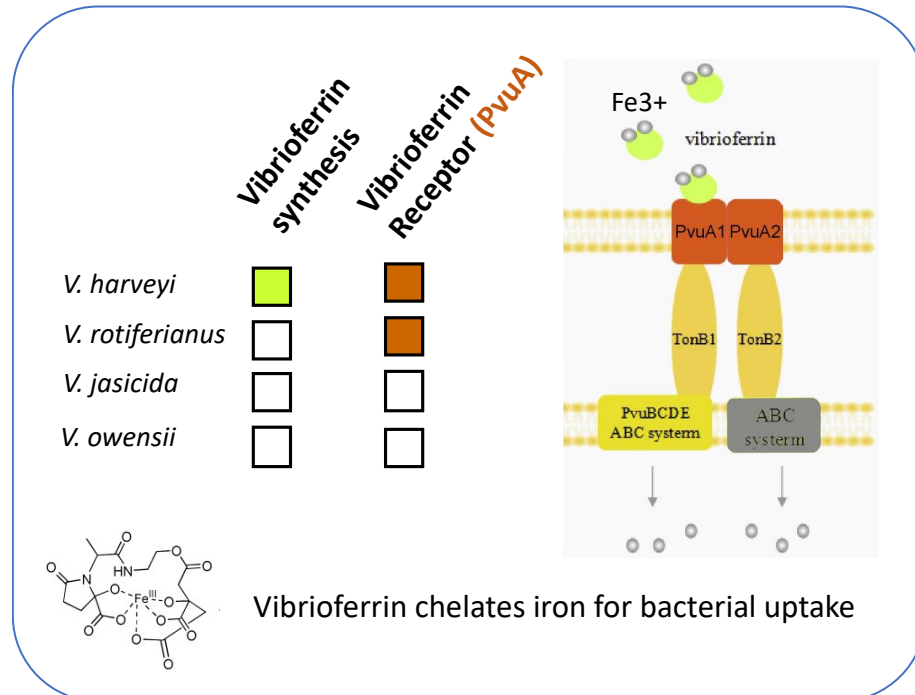 Vibrioferrin
synthesis
Vibrioferrin
Receptor (PvuA)
V. harveyi
V. rotiferianus
V. jasicida
V. owensii
Fe3+
vibrioferrin
PvuA1
PvuA2
TonB1
TonB2
PvuBCDE
ABC systerm
ABC
systerm
O
O
O
N
HN
O
O
O
Fe
III
O
O
O
O
O
O
Vibrioferrin chelates iron for bacterial uptake